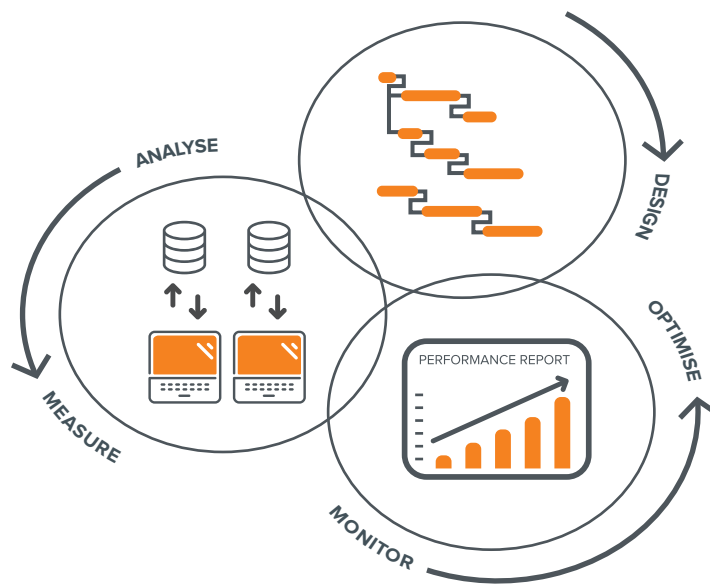 ANALYSE
DESIGN
OPTIMISE
PERFORMANCE REPORT
MEASURE
MONITOR